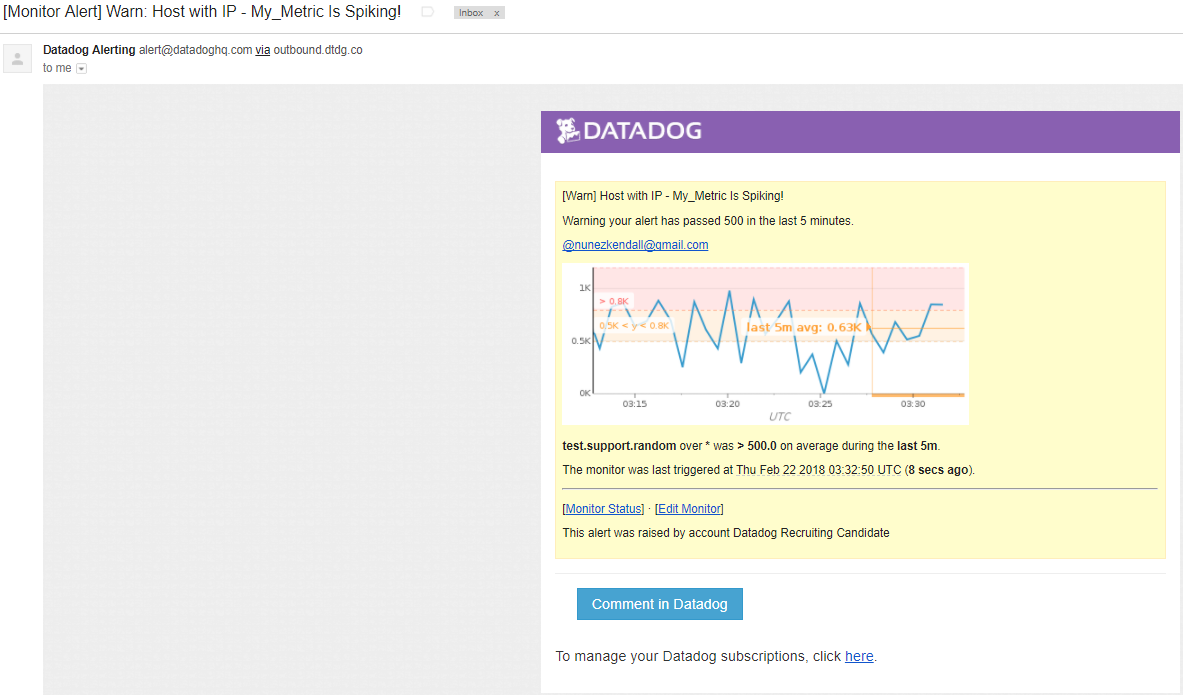 [Monitor Alert] Warn: Host with IP - My_Metric Is Spiking!
Inbox x
Datadog Alerting alert@datadoghq.com via outbound.dtdg.co
to me
DATADOG
[Warn] Host with IP - My_Metric Is Spiking!
Warning your alert has passed 500 in the last 5 minutes.
@nunezkendall@gmail.com
1K
> 0.8K
0.5K < y < 0.8K
last 5m avg: 0.63K
0.5K
0K
03:15 03:20 03:25 03:30
UTC
test.support.random over * was > 500.0 on average during the last 5m.
The monitor was last triggered at Thu Feb 22 2018 03:32:50 UTC (8 secs ago).
[Monitor Status] · [Edit Monitor]
This alert was raised by account Datadog Recruiting Candidate
Comment in Datadog
To manage your Datadog subscriptions, click here.